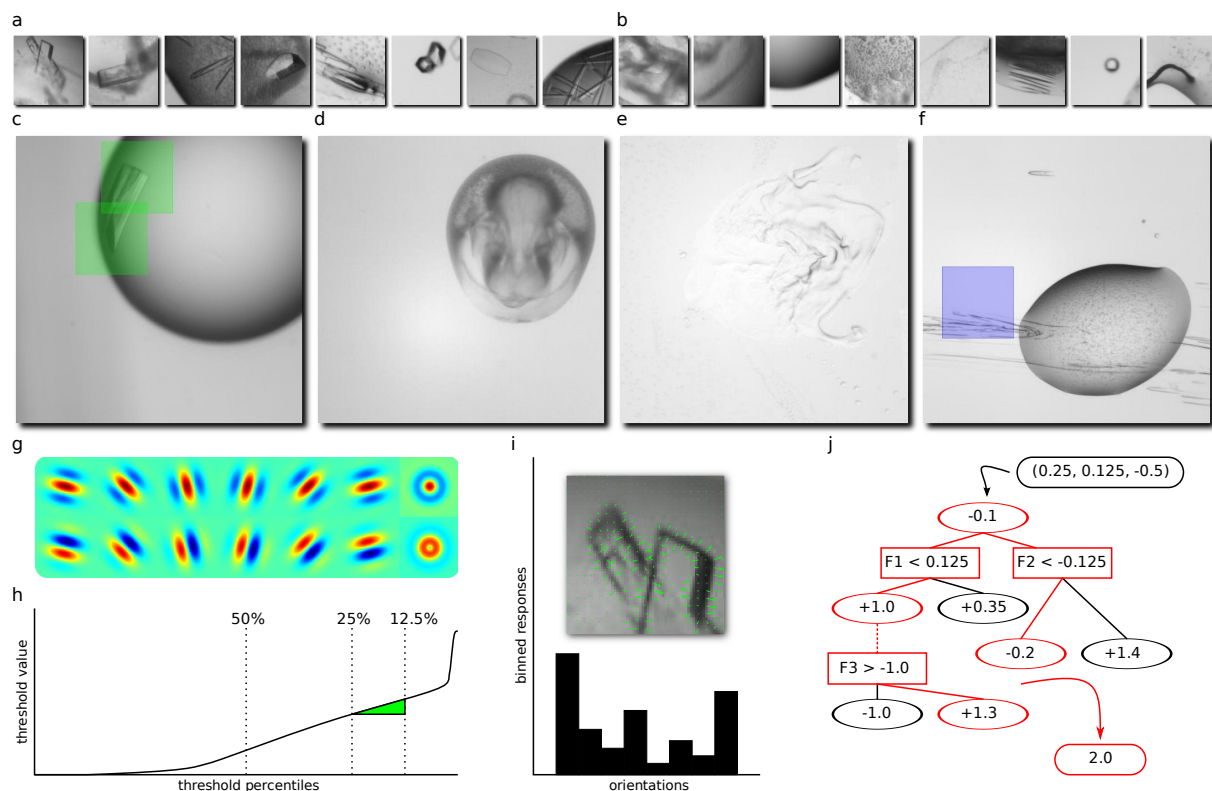 a
b
c
d
e
f
g
h
threshold value
50%
25%
12.5%
threshold percentiles
i
binned responses
orientations
j
(0.25, 0.125, -0.5)
-0.1
F1 < 0.125
F2 < -0.125
+1.0
+0.35
-0.2
+1.4
F3 > -1.0
-1.0
+1.3
2.0